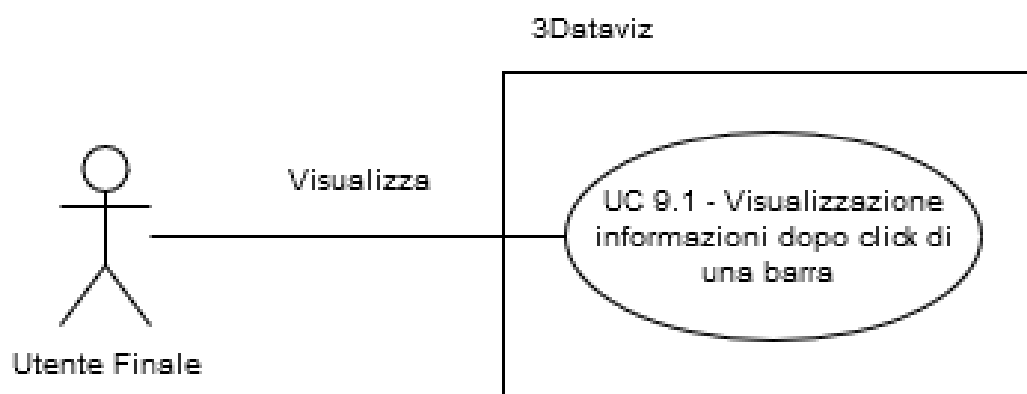 3Dataviz
Visualizza
UC 9.1 - Visualizzazione
informazioni dopo click di
una barra
Utente Finale